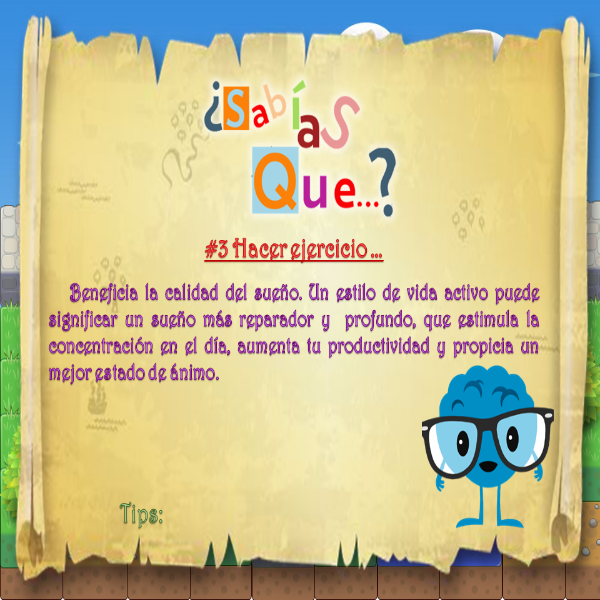 ¿Sabías
Que...?
#3 Hacer ejercicio...
Beneficia la calidad del sueño. Un estilo de vida activo puede
significar un sueño más reparador y profundo, que estimula la
concentración en el día, aumenta tu productividad y propicia un
mejor estado de ánimo.
Tips: